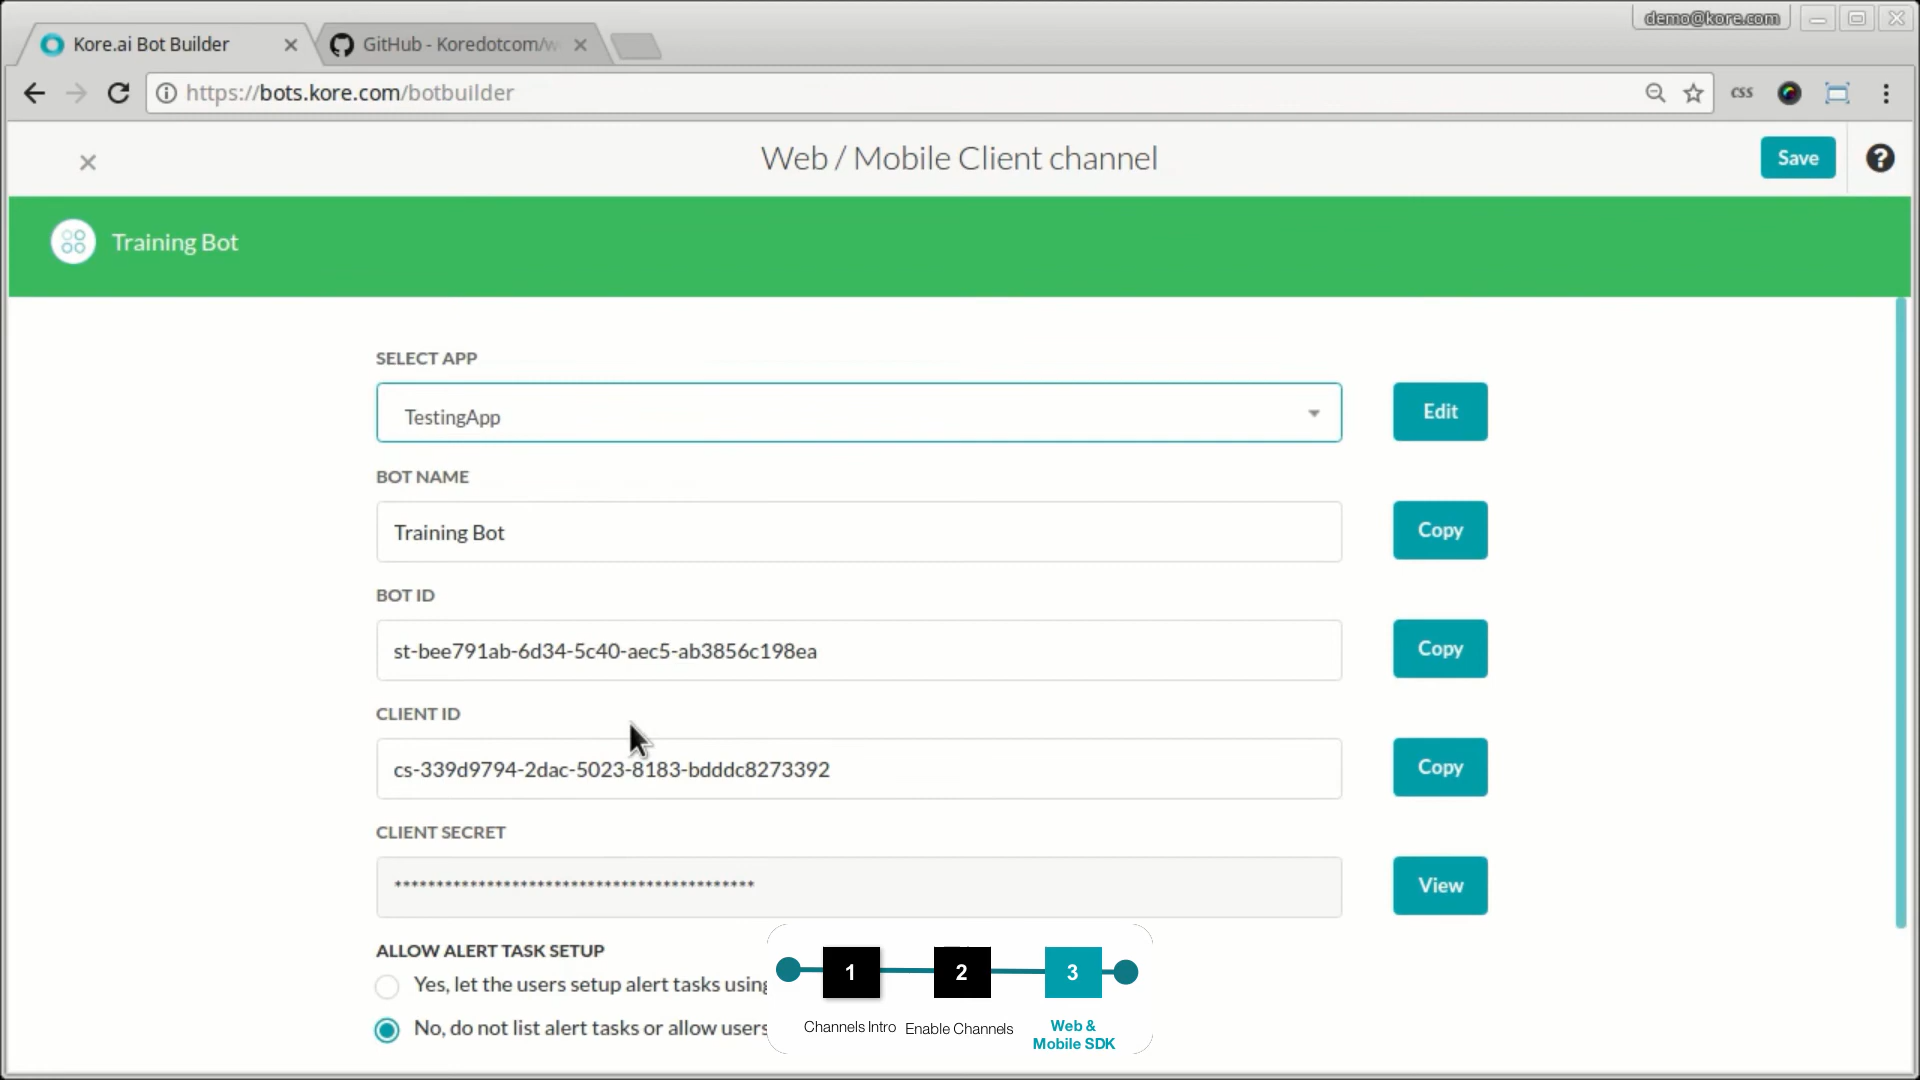 demo@kore.com
Kore.ai Bot Builder
GitHub - Koredotcom/w
https://bots.kore.com/botbuilder
css
Web / Mobile Client channel
Save
?
Training Bot
SELECT APP
TestingApp
Edit
BOT NAME
Training Bot
Copy
BOT ID
st-bee791ab-6d34-5c40-aec5-ab3856c198ea
Copy
CLIENT ID
cs-339d9794-2dac-5023-8183-bdddc8273392
Copy
CLIENT SECRET
*******************************************
View
ALLOW ALERT TASK SETUP
Yes, let the users setup alert tasks using
No, do not list alert tasks or allow users
1
2
3
Channels Intro
Enable Channels
Web &
Mobile SDK